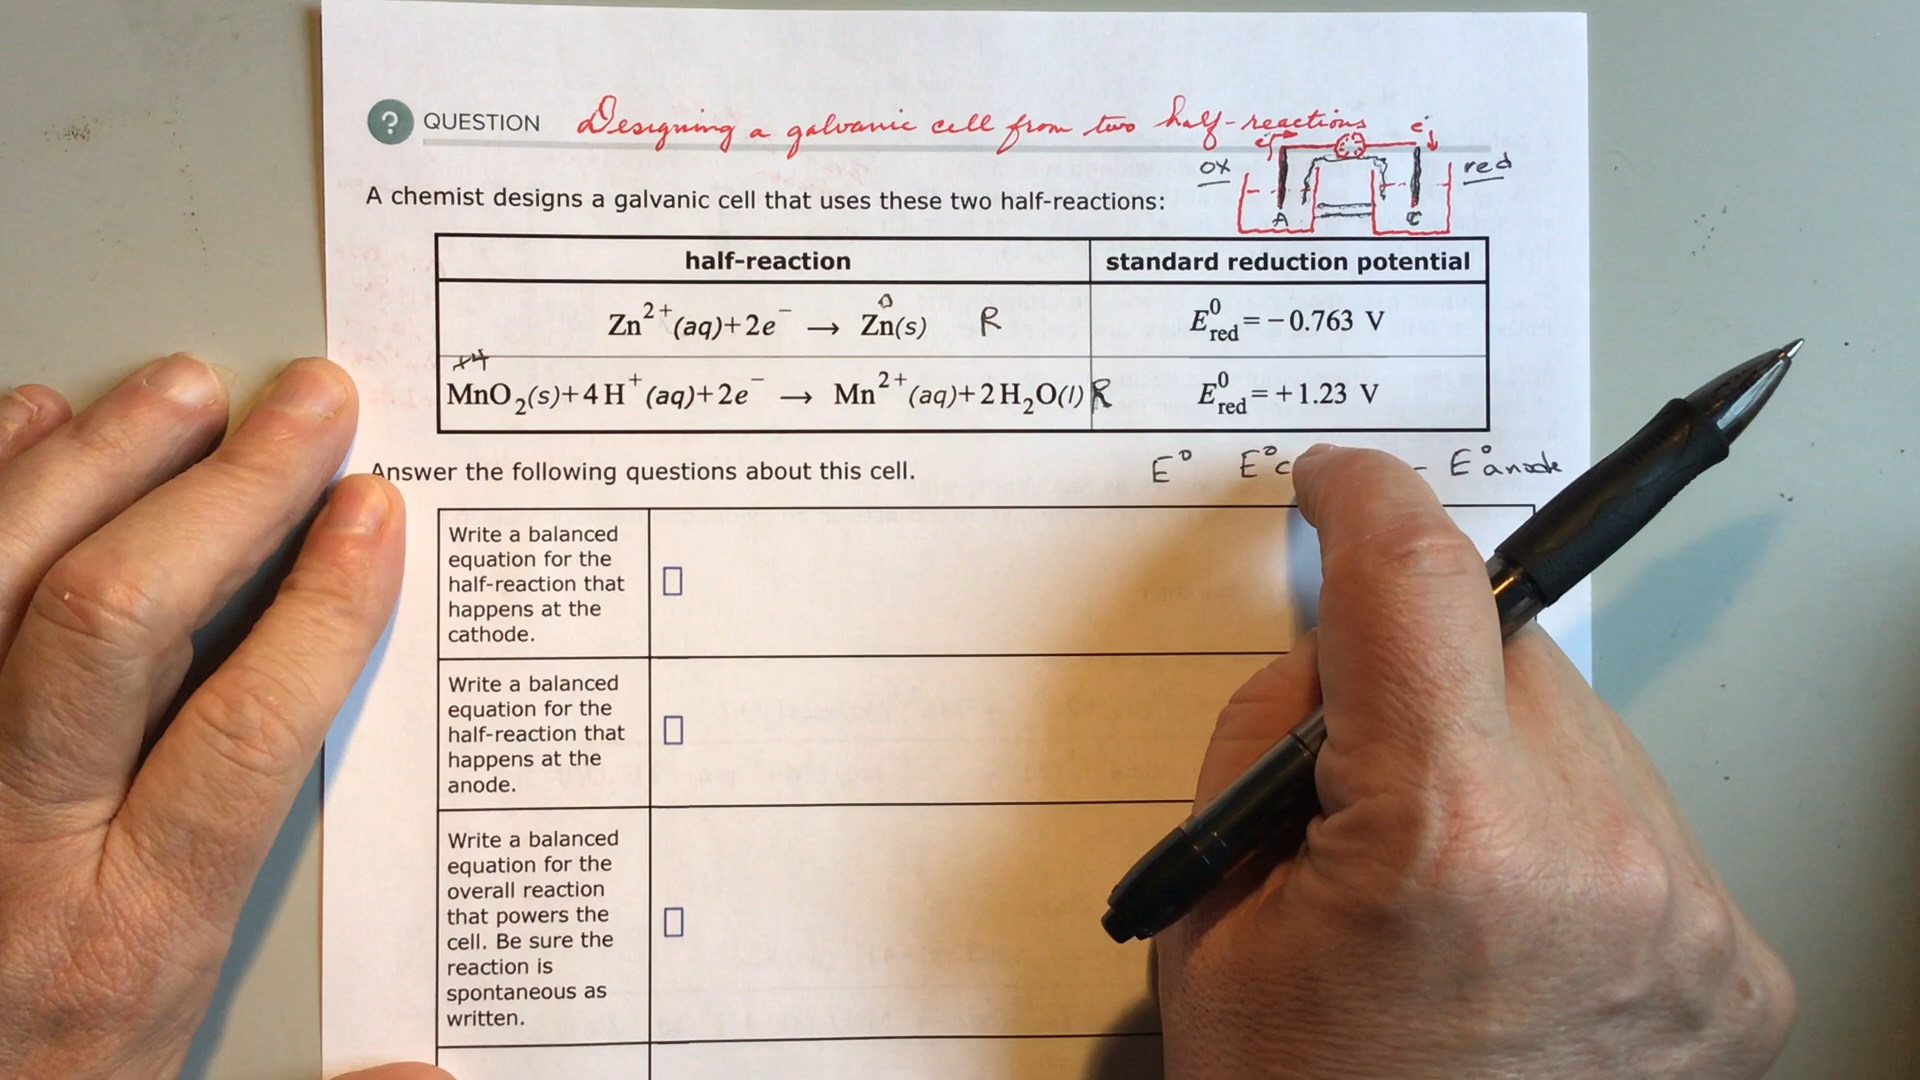 ? QUESTION Designing a galvanic cell from two half-reactions
e⁻ e⁻
ox red
A C
A chemist designs a galvanic cell that uses these two half-reactions:
half-reaction standard reduction potential
0
Zn²⁺(aq)+2e⁻ → Zn(s) R E⁰red = −0.763 V
+4
MnO₂(s)+4H⁺(aq)+2e⁻ → Mn²⁺(aq)+2H₂O(l) R E⁰red = +1.23 V
Answer the following questions about this cell. E° E°c - E°anode
Write a balanced
equation for the
half-reaction that
happens at the
cathode.
Write a balanced
equation for the
half-reaction that
happens at the
anode.
Write a balanced
equation for the
overall reaction
that powers the
cell. Be sure the
reaction is
spontaneous as
written.